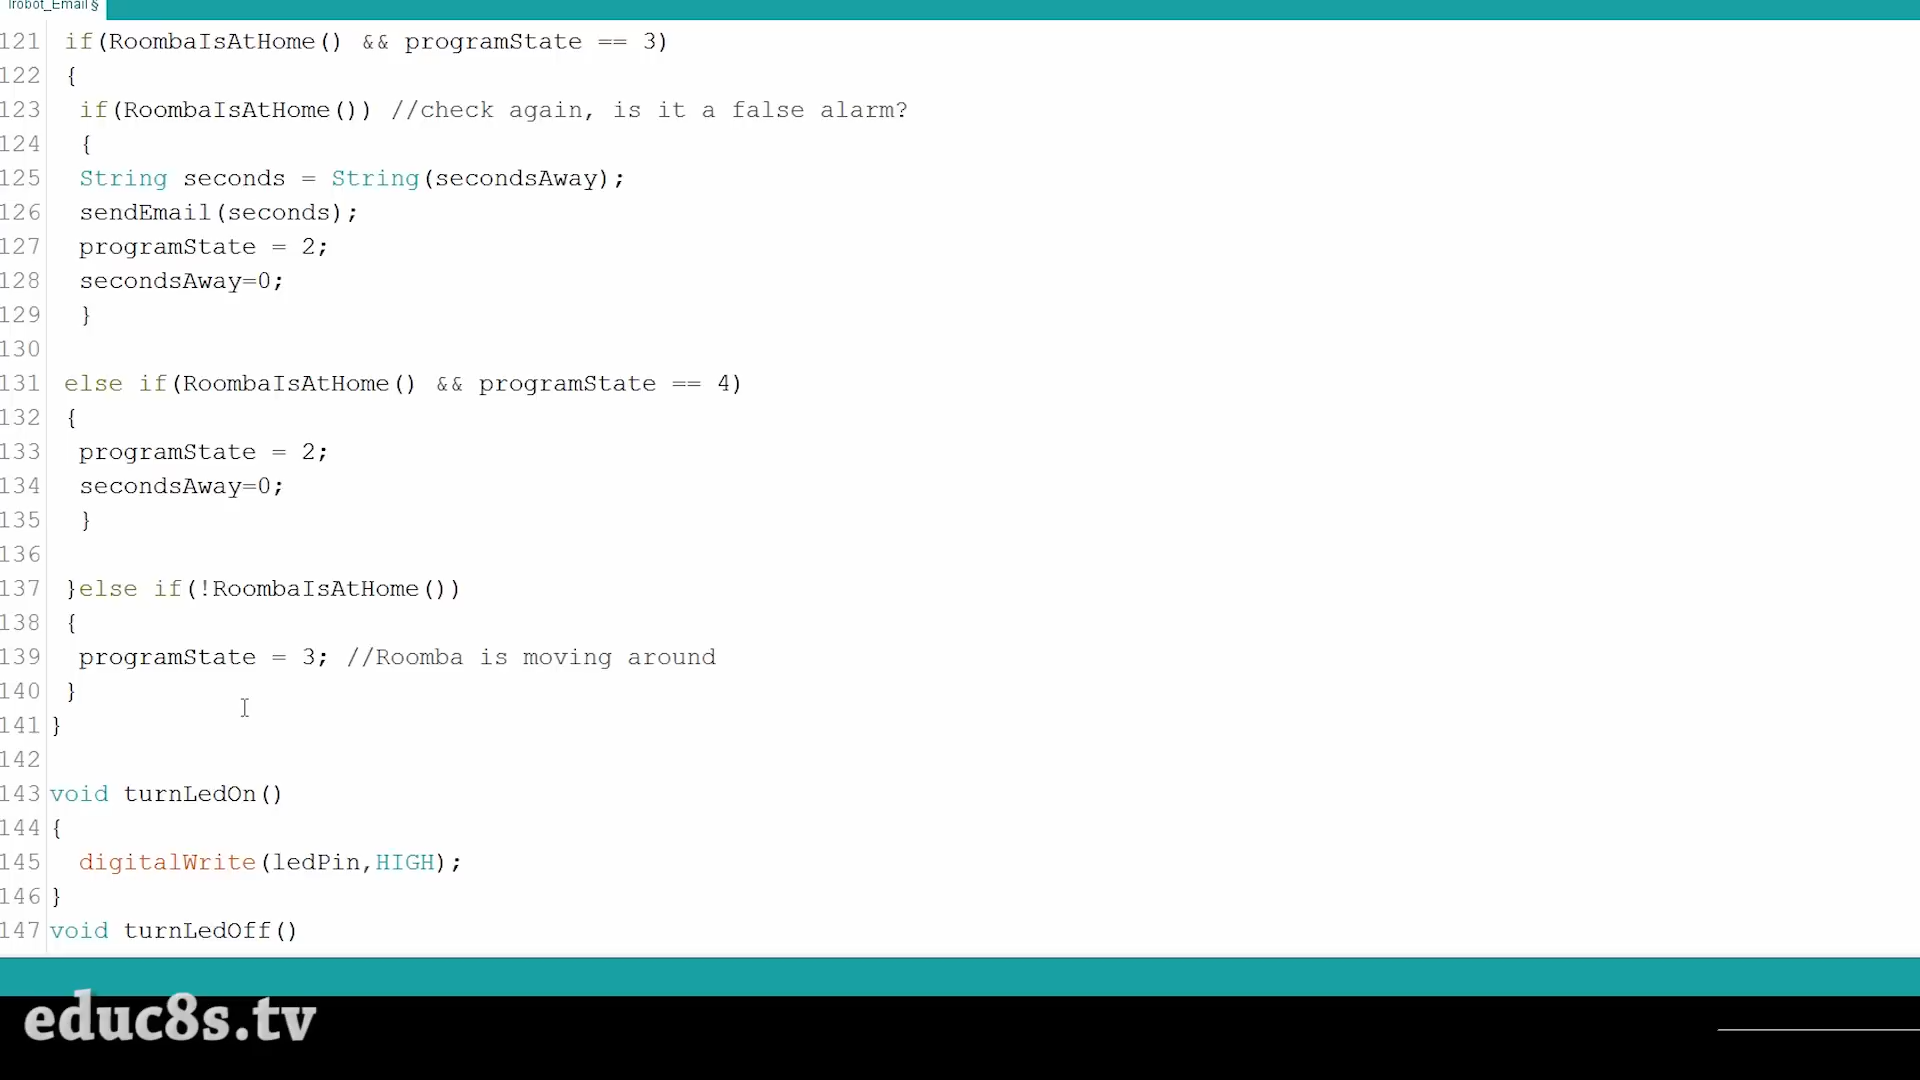 Irobot_Email §
121 if(RoombaIsAtHome() && programState == 3)
122 {
123 if(RoombaIsAtHome()) //check again, is it a false alarm?
124 {
125 String seconds = String(secondsAway);
126 sendEmail(seconds);
127 programState = 2;
128 secondsAway=0;
129 }
130
131 else if(RoombaIsAtHome() && programState == 4)
132 {
133 programState = 2;
134 secondsAway=0;
135 }
136
137 }else if(!RoombaIsAtHome())
138 {
139 programState = 3; //Roomba is moving around
140 }
141 }
142
143 void turnLedOn()
144 {
145 digitalWrite(ledPin,HIGH);
146 }
147 void turnLedOff()
educ8s.tv